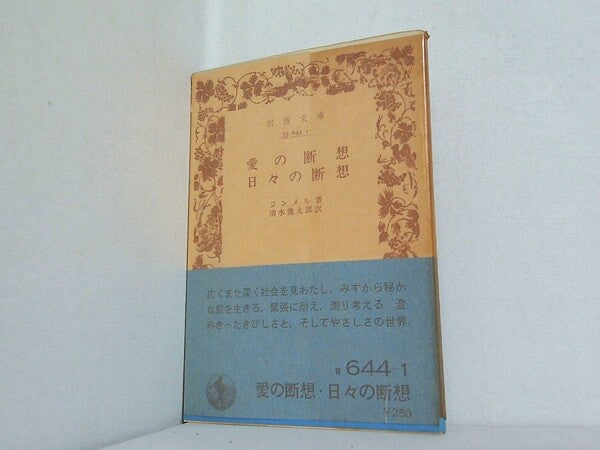 岩波文庫
33-644-1
愛の断想
日々の断想
ジンメル著
清水幾太郎訳
広くまた深く社会を見わたし，みずから秘か
な掟を生きる．緊張に耐え，測り考える．澄
みきったきびしさと，そしてやさしさの世界．
青 644-1
愛の断想・日々の断想
￥250